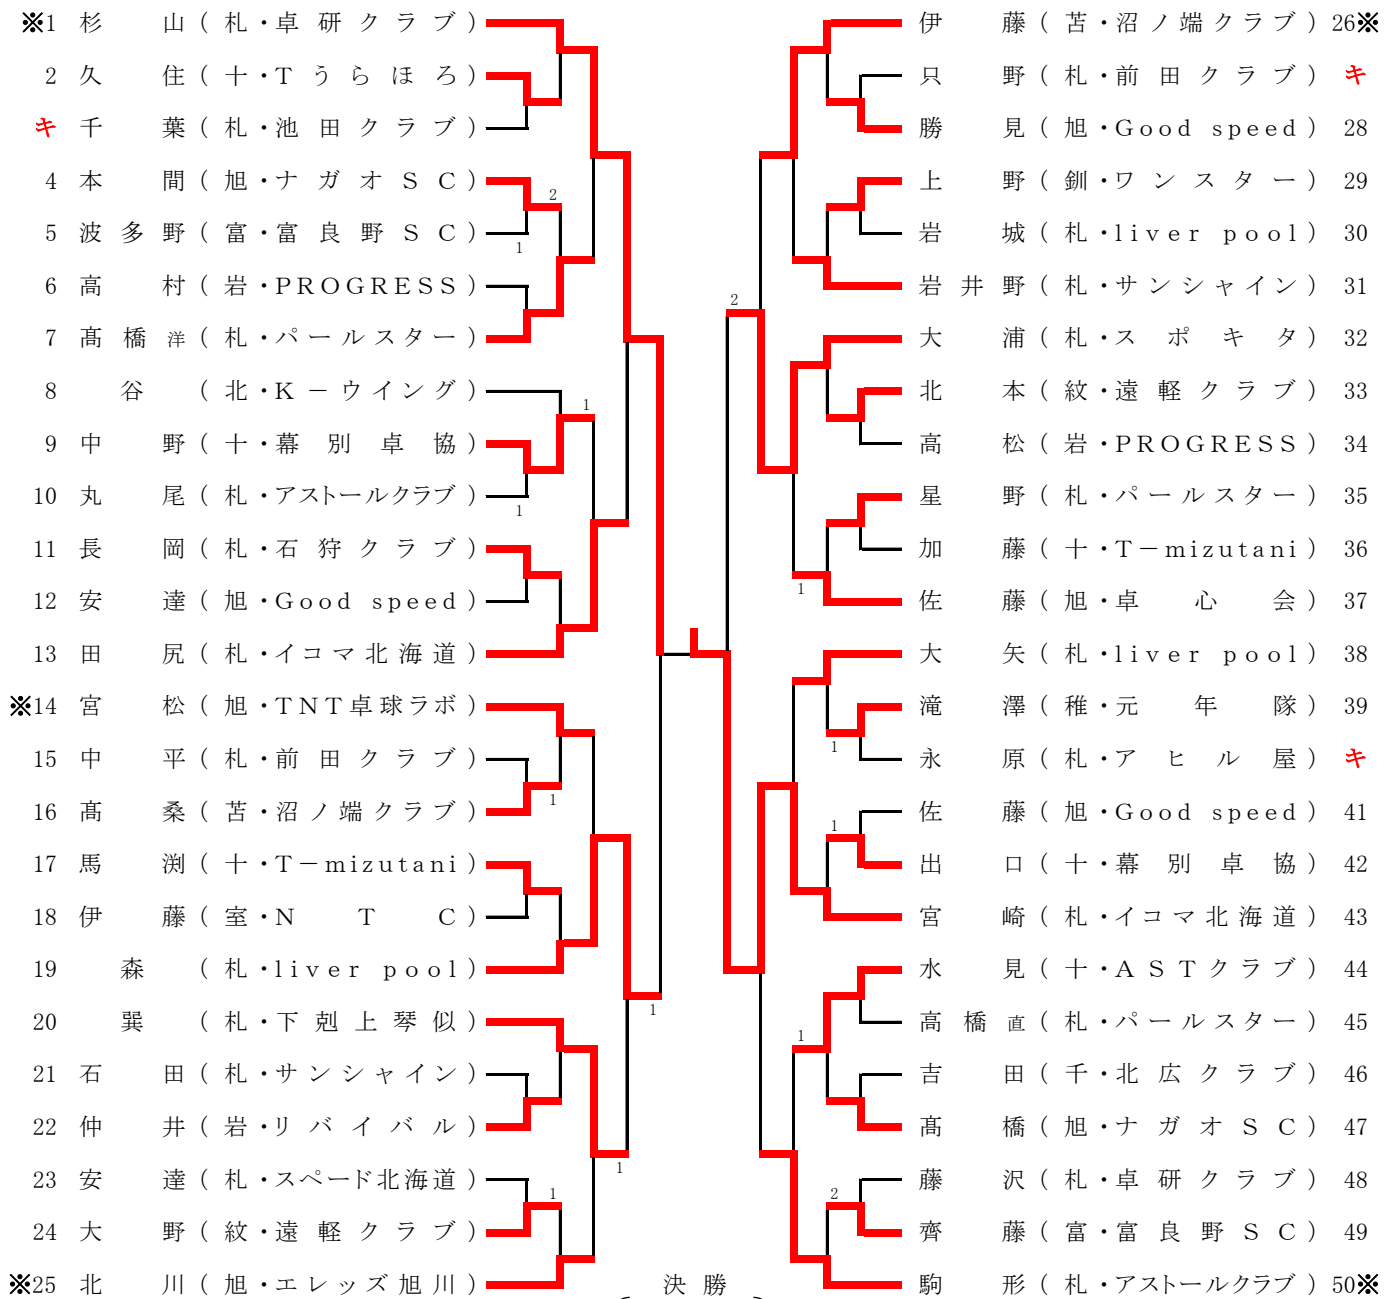 ※1 杉 山 ( 札・卓 研 ク ラ ブ )
2 久 住 ( 十・T う ら ほ ろ )
キ 千 葉 ( 札・池 田 ク ラ ブ )
4 本 間 ( 旭・ナ ガ オ S C )
2
5 波 多 野 ( 富・富 良 野 S C )
1
6 高 村 ( 岩・PROGRESS )
7 髙 橋 洋 ( 札・パールスター )
8 谷 ( 北・K－ウイング )
1
9 中 野 ( 十・幕 別 卓 協 )
10 丸 尾 ( 札・アストールクラブ )
1
11 長 岡 ( 札・石 狩 ク ラ ブ )
12 安 達 ( 旭・Good speed )
13 田 尻 ( 札・イコマ北海道 )
※14 宮 松 ( 旭・TNT卓球ラボ )
15 中 平 ( 札・前 田 ク ラ ブ )
1
16 髙 桑 ( 苫・沼ノ端クラブ )
17 馬 渕 ( 十・T－mizutani )
18 伊 藤 ( 室・N T C )
19 森 ( 札・liver pool )
1
20 巽 ( 札・下 剋 上 琴 似 )
21 石 田 ( 札・サンシャイン )
22 仲 井 ( 岩・リバイバル )
1
23 安 達 ( 札・スペード北海道 )
1
24 大 野 ( 紋・遠 軽 ク ラ ブ )
※25 北 川 ( 旭・エレッズ旭川 )
決 勝
伊 藤 ( 苫・沼ノ端クラブ ) 26※
只 野 ( 札・前 田 ク ラ ブ ) キ
勝 見 ( 旭・Good speed ) 28
上 野 ( 釧・ワ ン ス タ ー ) 29
岩 城 ( 札・liver pool ) 30
岩 井 野 ( 札・サンシャイン ) 31
2
大 浦 ( 札・ス ポ キ タ ) 32
北 本 ( 紋・遠 軽 ク ラ ブ ) 33
高 松 ( 岩・PROGRESS ) 34
星 野 ( 札・パールスター ) 35
加 藤 ( 十・T－mizutani ) 36
1
佐 藤 ( 旭・卓 心 会 ) 37
大 矢 ( 札・liver pool ) 38
滝 澤 ( 稚・元 年 隊 ) 39
1
永 原 ( 札・ア ヒ ル 屋 ) キ
佐 藤 ( 旭・Good speed ) 41
1
出 口 ( 十・幕 別 卓 協 ) 42
宮 崎 ( 札・イコマ北海道 ) 43
水 見 ( 十・A S T ク ラ ブ ) 44
高 橋 直 ( 札・パールスター ) 45
1
吉 田 ( 千・北 広 ク ラ ブ ) 46
髙 橋 ( 旭・ナ ガ オ S C ) 47
藤 沢 ( 札・卓 研 ク ラ ブ ) 48
2
齊 藤 ( 富・富 良 野 S C ) 49
駒 形 ( 札・アストールクラブ ) 50※